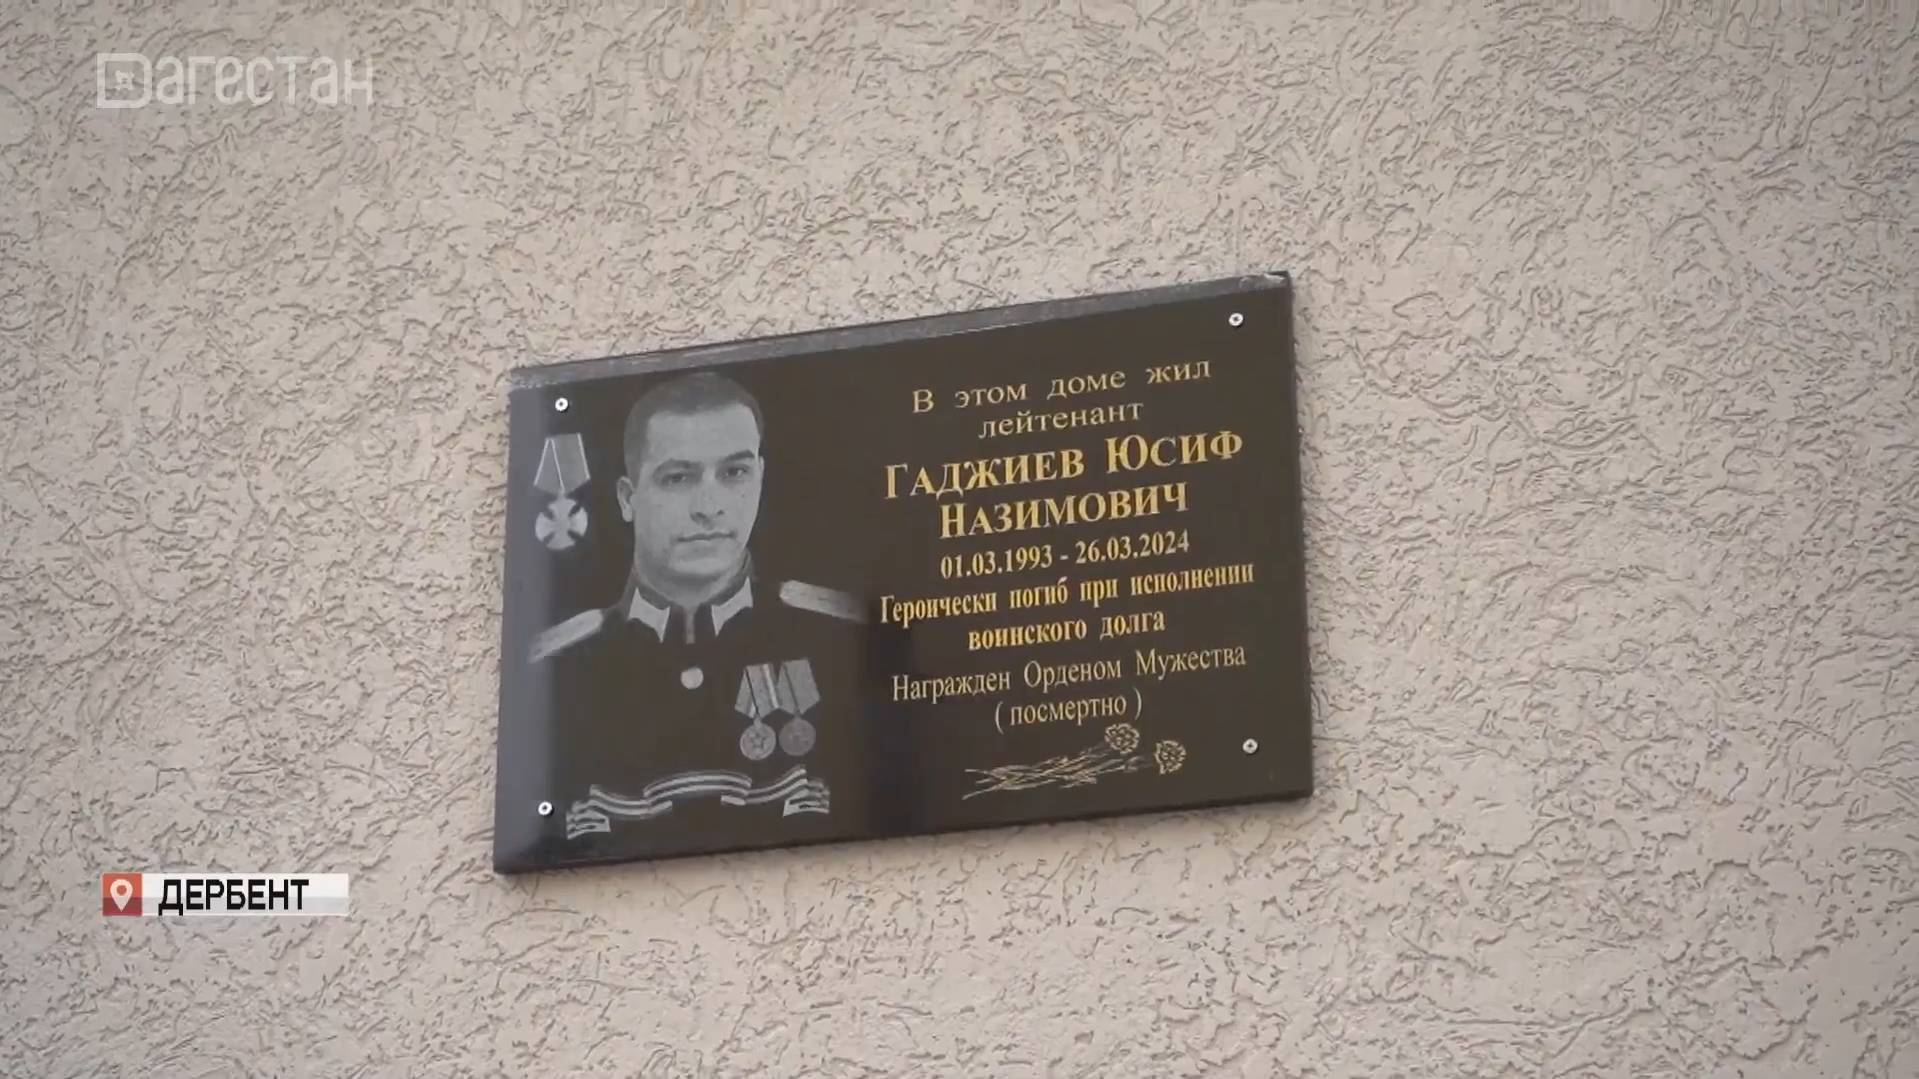 Дагестан
В этом доме жил
лейтенант
ГАДЖИЕВ ЮСИФ
НАЗИМОВИЧ
01.03.1993 - 26.03.2024
Героически погиб при исполнении
воинского долга
Награжден Орденом Мужества
( посмертно )
ДЕРБЕНТ